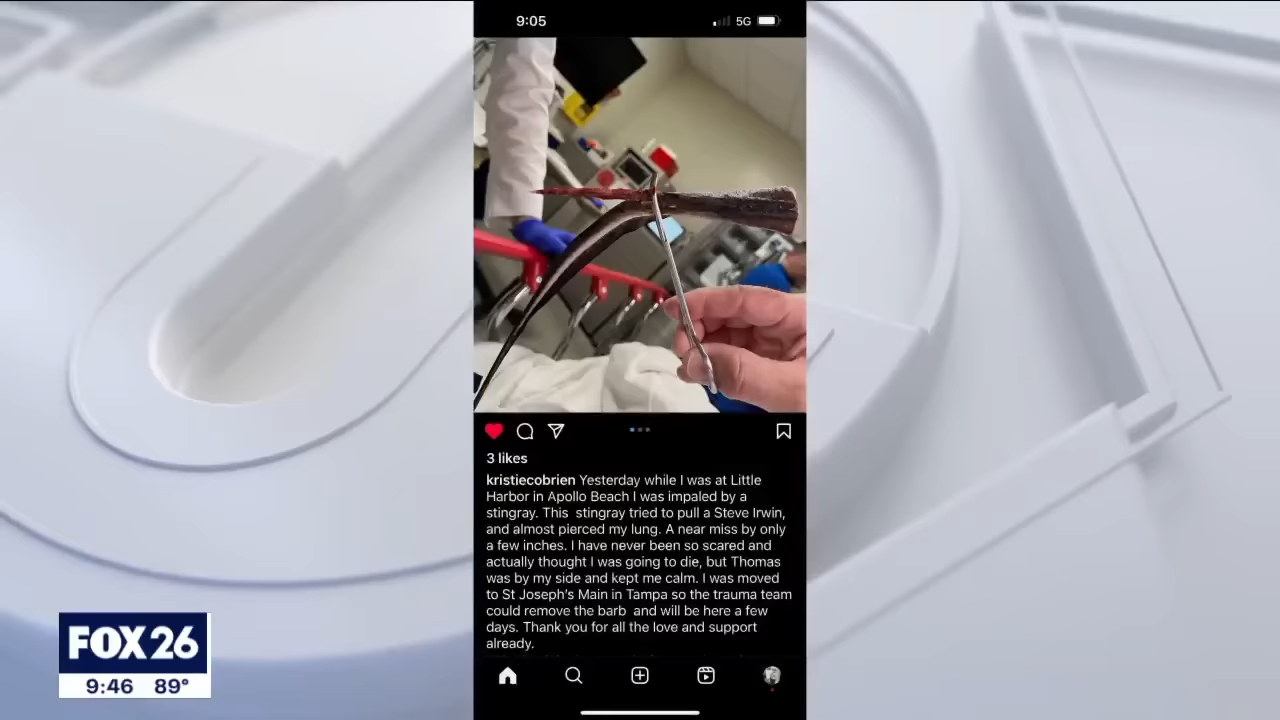 9:05
5G
3 likes
kristiecobrien Yesterday while I was at Little
Harbor in Apollo Beach I was impaled by a
stingray. This  stingray tried to pull a Steve Irwin,
and almost pierced my lung. A near miss by only
a few inches. I have never been so scared and
actually thought I was going to die, but Thomas
was by my side and kept me calm. I was moved
to St Joseph's Main in Tampa so the trauma team
could remove the barb  and will be here a few
days. Thank you for all the love and support
already.
FOX 26
9:46 89°